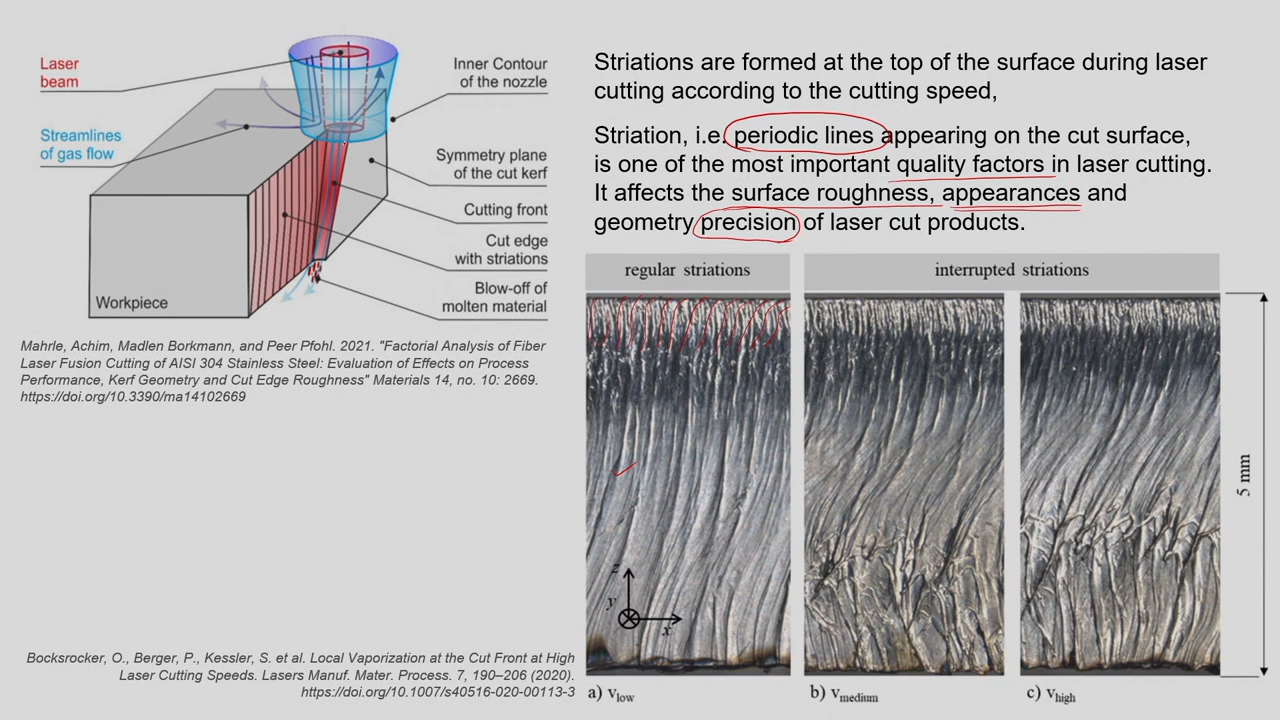 Laser
beam
Streamlines
of gas flow
Inner Contour
of the nozzle
Symmetry plane
of the cut kerf
Cutting front
Cut edge
with striations
Blow-off of
molten material
Workpiece
Mahrle, Achim, Madlen Borkmann, and Peer Pfohl. 2021. "Factorial Analysis of Fiber
Laser Fusion Cutting of AISI 304 Stainless Steel: Evaluation of Effects on Process
Performance, Kerf Geometry and Cut Edge Roughness" Materials 14, no. 10: 2669.
https://doi.org/10.3390/ma14102669
Striations are formed at the top of the surface during laser
cutting according to the cutting speed,
Striation, i.e. periodic lines appearing on the cut surface,
is one of the most important quality factors in laser cutting.
It affects the surface roughness, appearances and
geometry precision of laser cut products.
regular striations
interrupted striations
z
y
x
5 mm
a) vlow
b) vmedium
c) vhigh
Bocksrocker, O., Berger, P., Kessler, S. et al. Local Vaporization at the Cut Front at High
Laser Cutting Speeds. Lasers Manuf. Mater. Process. 7, 190–206 (2020).
https://doi.org/10.1007/s40516-020-00113-3